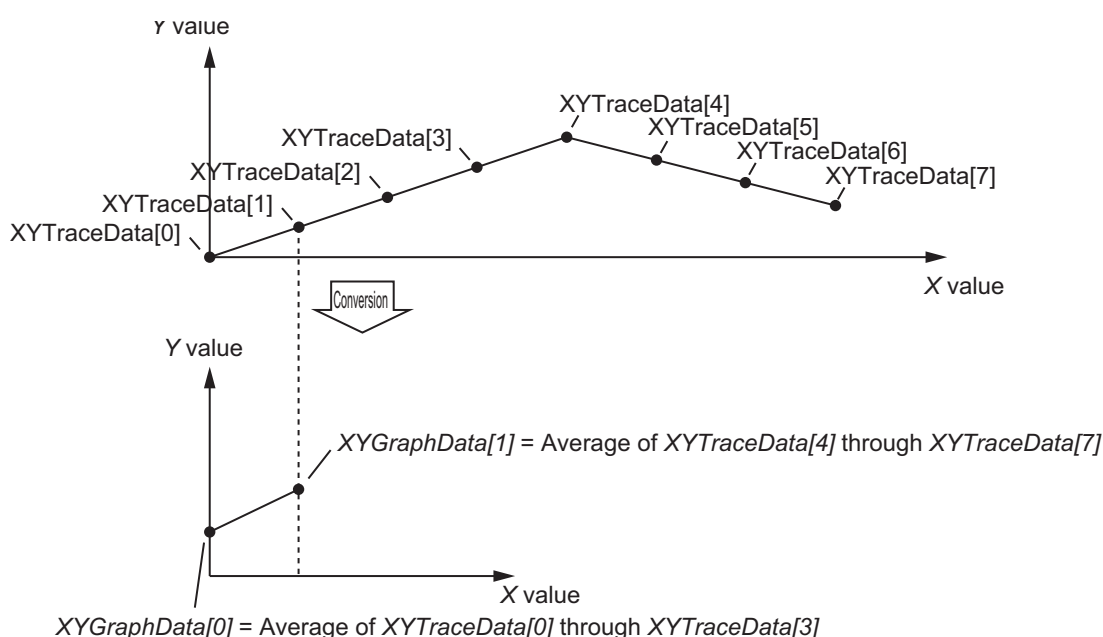 Y value
XYTraceData[4]
XYTraceData[5]
XYTraceData[3]
XYTraceData[6]
XYTraceData[2]
XYTraceData[7]
XYTraceData[1]
XYTraceData[0]
X value
Conversion
Y value
XYGraphData[1] = Average of XYTraceData[4] through XYTraceData[7]
X value
XYGraphData[0] = Average of XYTraceData[0] through XYTraceData[3]